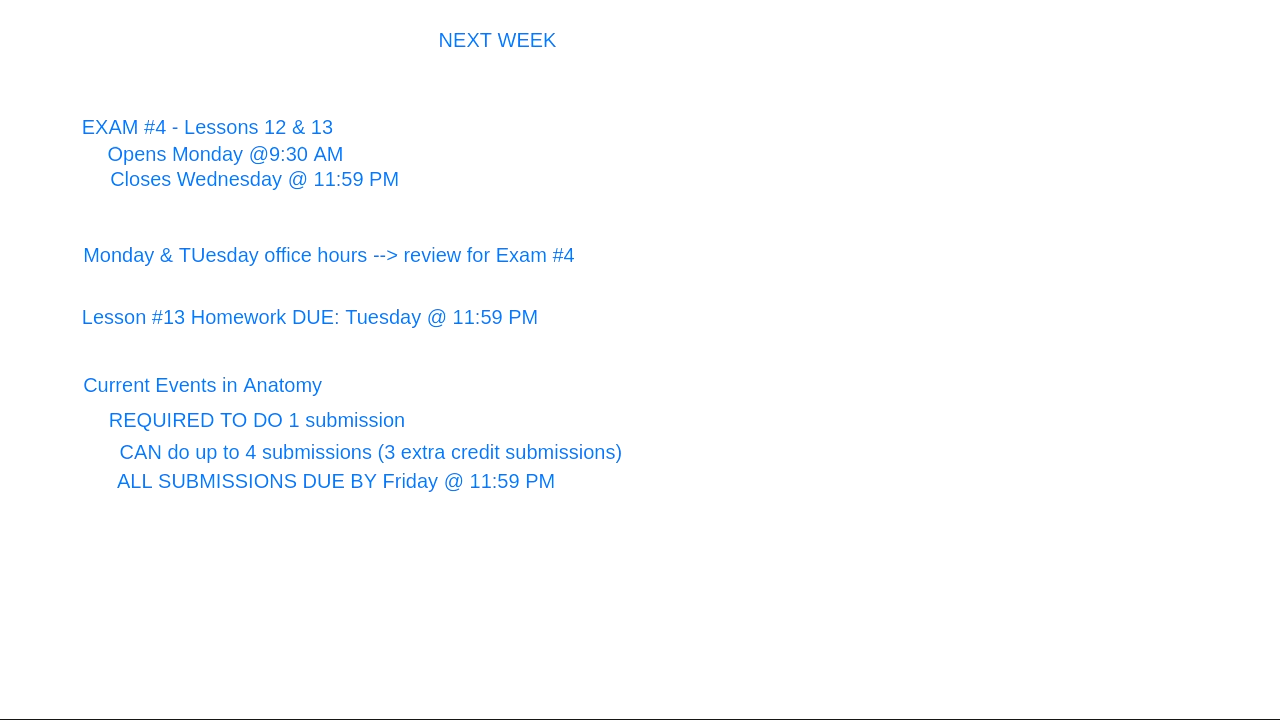 NEXT WEEK
EXAM #4 - Lessons 12 & 13
Opens Monday @9:30 AM
Closes Wednesday @ 11:59 PM
Monday & TUesday office hours --> review for Exam #4
Lesson #13 Homework DUE: Tuesday @ 11:59 PM
Current Events in Anatomy
REQUIRED TO DO 1 submission
CAN do up to 4 submissions (3 extra credit submissions)
ALL SUBMISSIONS DUE BY Friday @ 11:59 PM